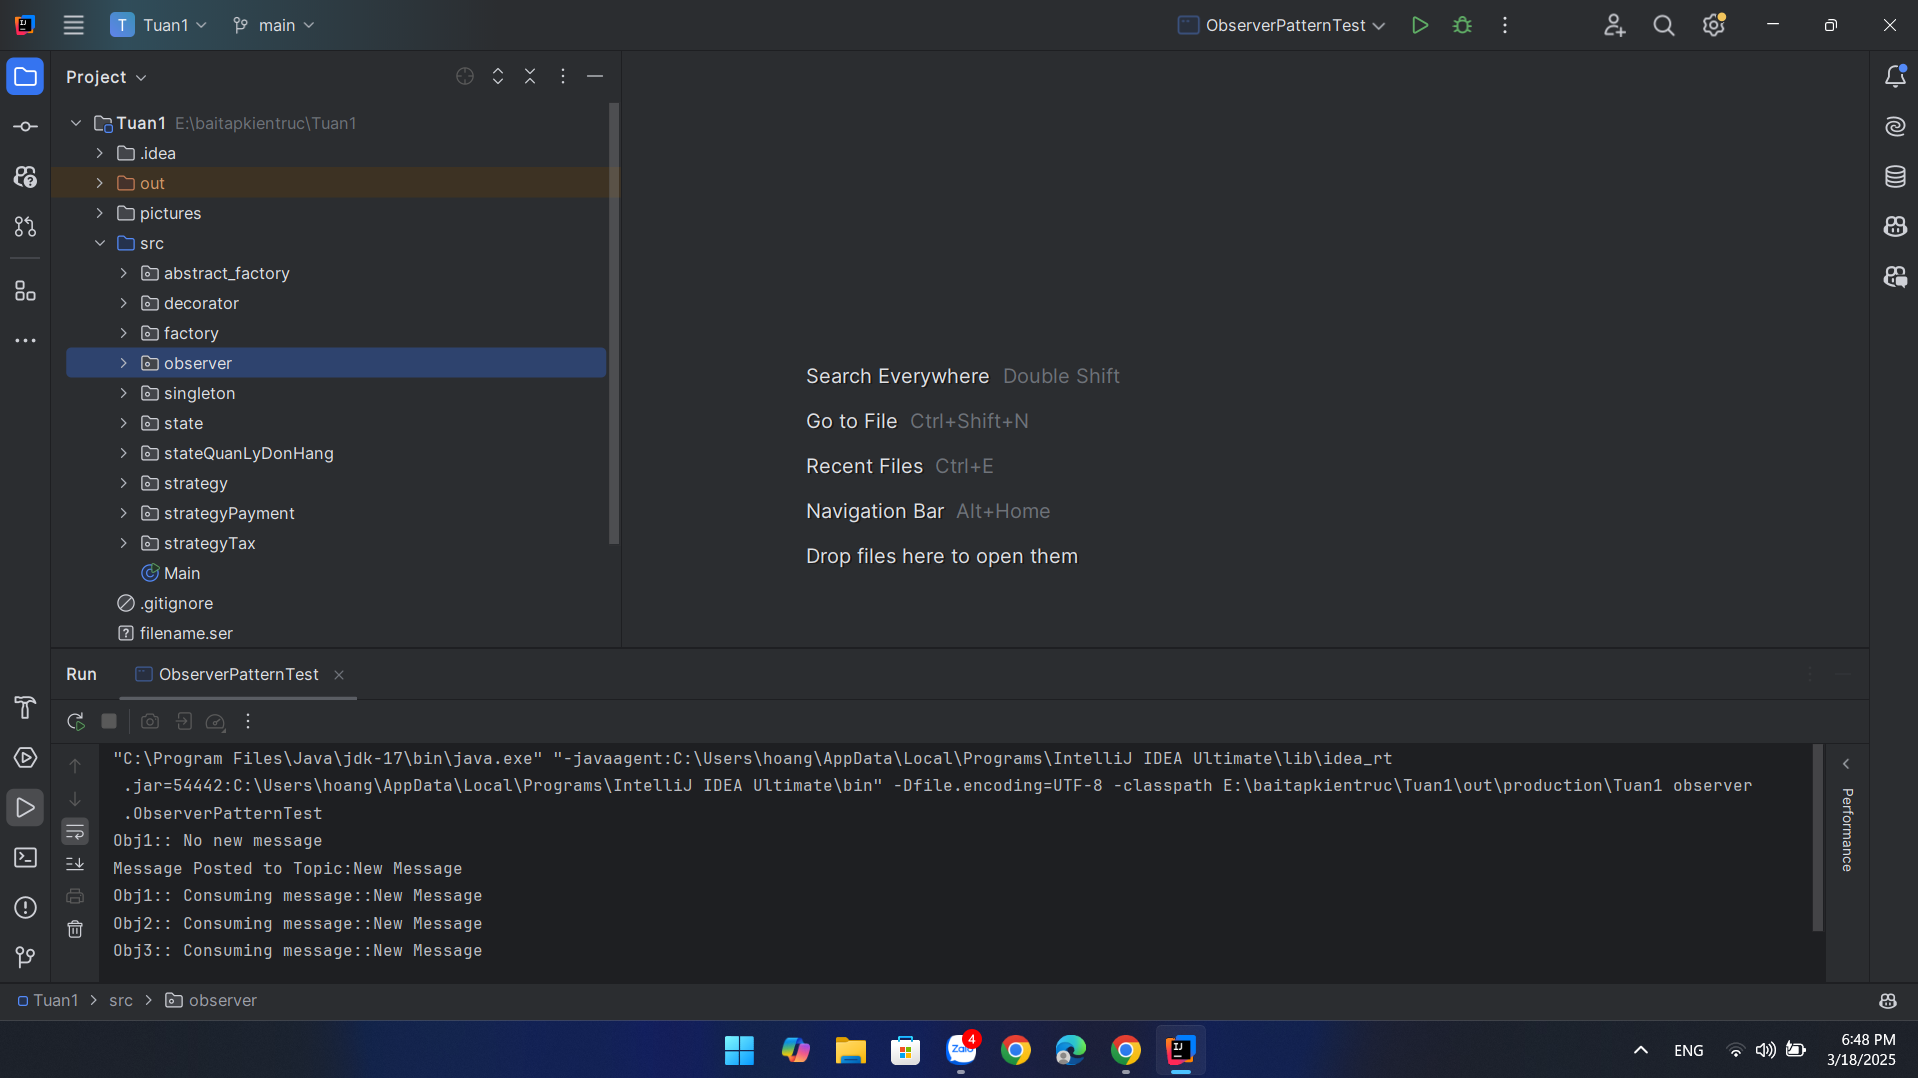 T Tuan1 main ObserverPatternTest
Project
Tuan1 E:\baitapkientruc\Tuan1
.idea
out
pictures
src
abstract_factory
decorator
factory
observer
singleton
state
stateQuanLyDonHang
strategy
strategyPayment
strategyTax
Main
.gitignore
filename.ser
Search Everywhere Double Shift
Go to File Ctrl+Shift+N
Recent Files Ctrl+E
Navigation Bar Alt+Home
Drop files here to open them
Run ObserverPatternTest
"C:\Program Files\Java\jdk-17\bin\java.exe" "-javaagent:C:\Users\hoang\AppData\Local\Programs\IntelliJ IDEA Ultimate\lib\idea_rt
.jar=54442:C:\Users\hoang\AppData\Local\Programs\IntelliJ IDEA Ultimate\bin" -Dfile.encoding=UTF-8 -classpath E:\baitapkientruc\Tuan1\out\production\Tuan1 observer
.ObserverPatternTest
Obj1:: No new message
Message Posted to Topic:New Message
Obj1:: Consuming message::New Message
Obj2:: Consuming message::New Message
Obj3:: Consuming message::New Message
Performance
Tuan1 > src > observer
Zalo 4
IJ
ENG
6:48 PM
3/18/2025